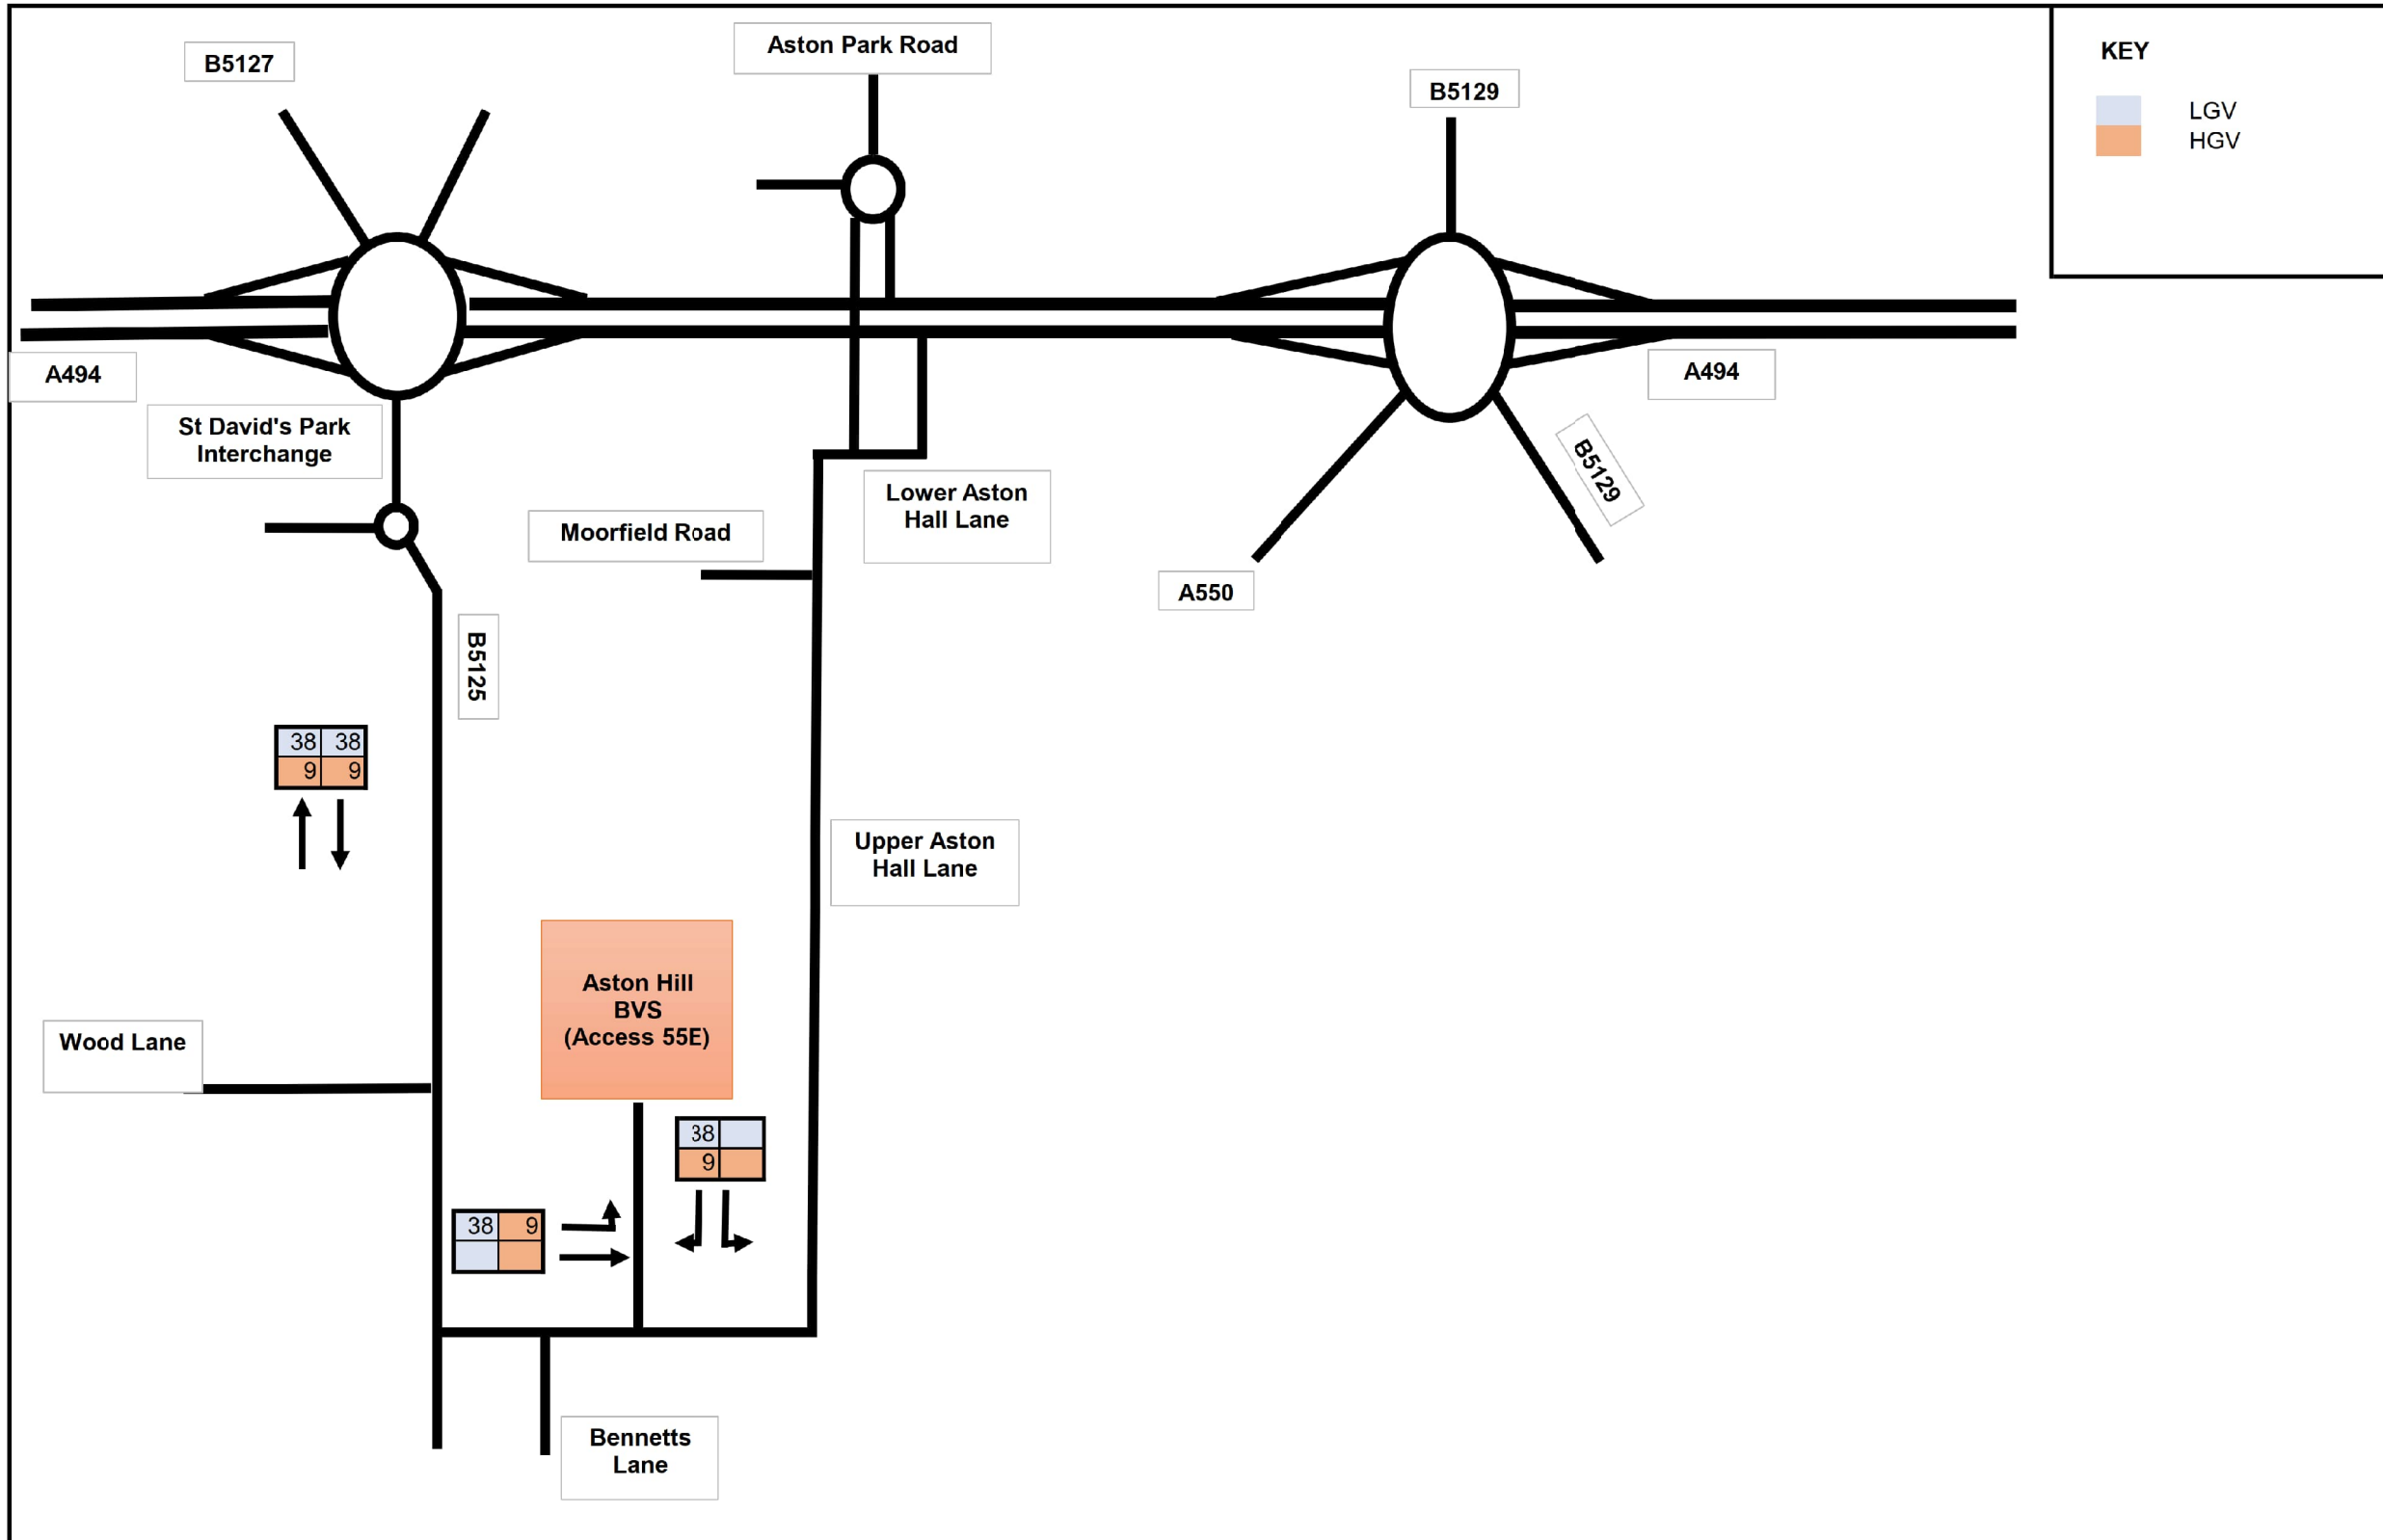 Aston Park Road
KEY
B5127
B5129
LGV
HGV
A494
A494
St David's Park
Interchange
B5129
Lower Aston
Hall Lane
Moorfield Road
A550
B5125
38 38
9 9
Upper Aston
Hall Lane
Aston Hill
BVS
(Access 55E)
Wood Lane
38
9
38 9
Bennetts
Lane